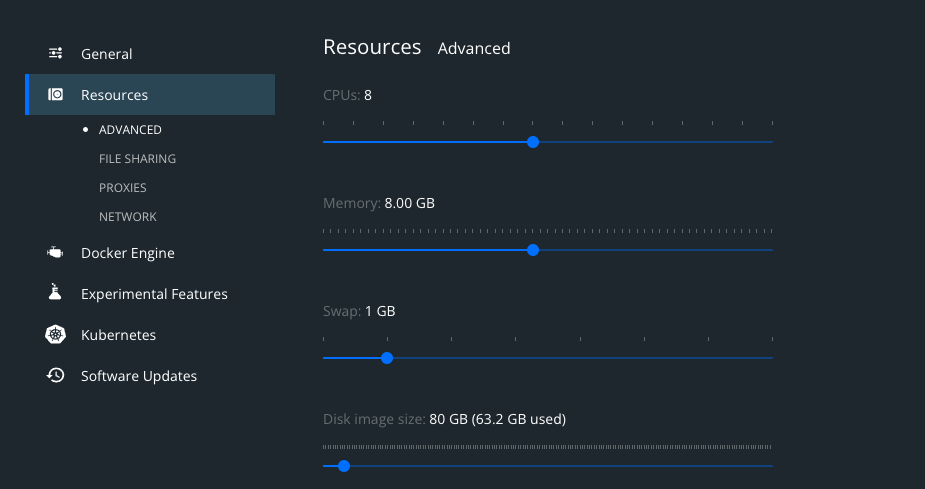 General
Resources
ADVANCED
FILE SHARING
PROXIES
NETWORK
Docker Engine
Experimental Features
Kubernetes
Software Updates
Resources Advanced
CPUs: 8
Memory: 8.00 GB
Swap: 1 GB
Disk image size: 80 GB (63.2 GB used)